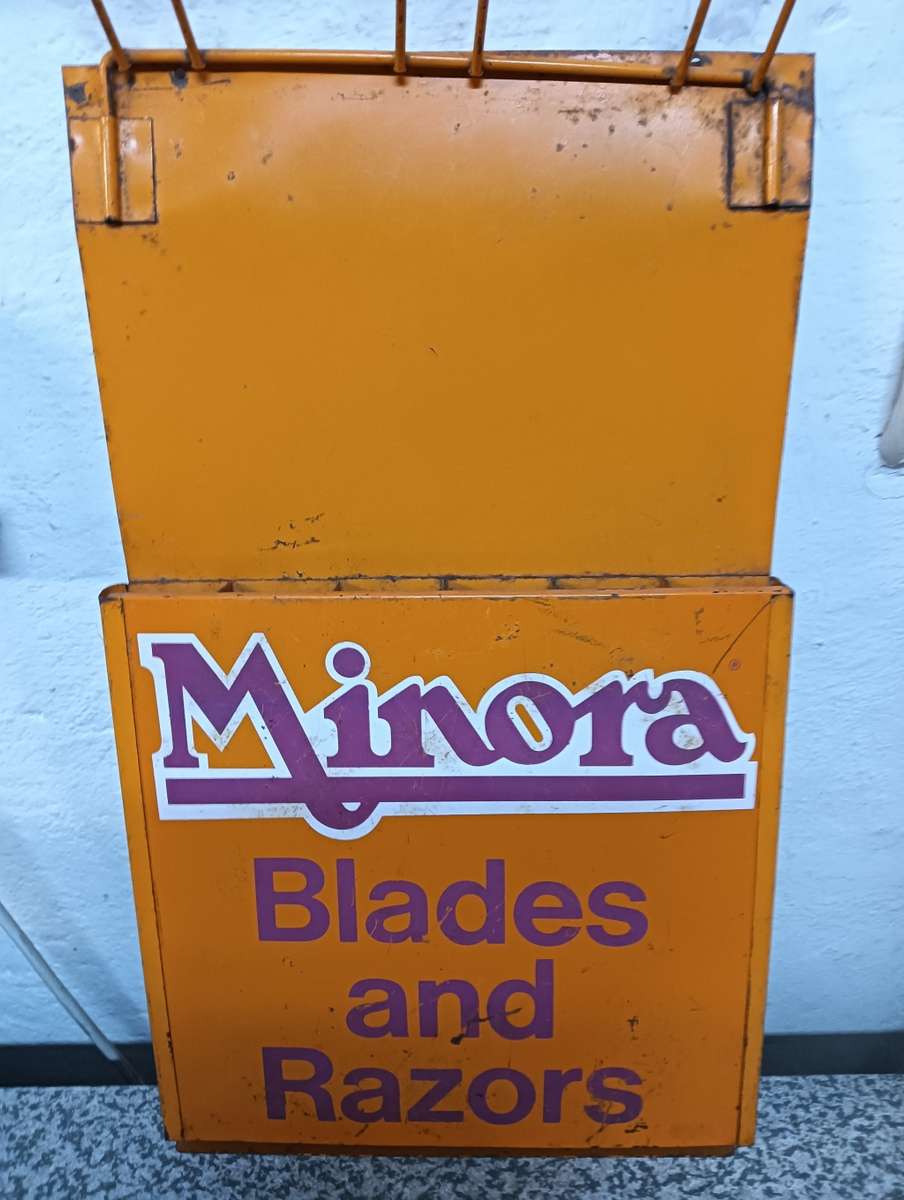 Minora ®
Blades
and
Razors